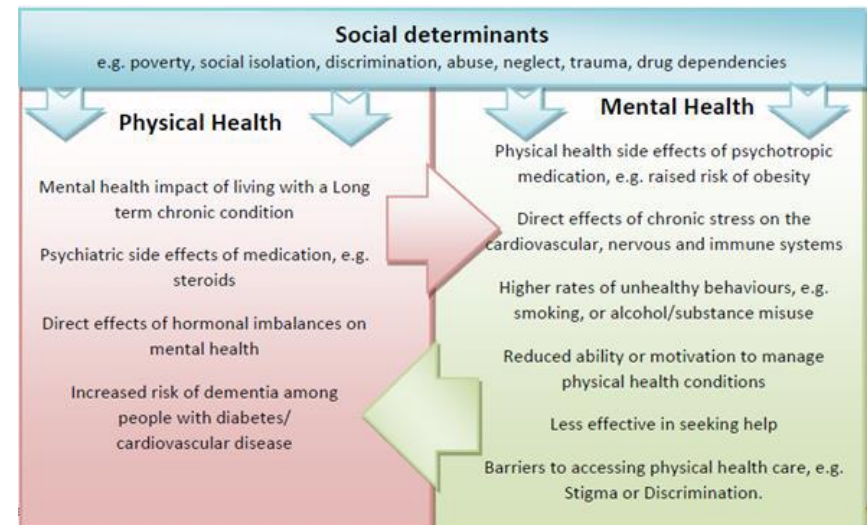 Social determinants
e.g. poverty, social isolation, discrimination, abuse, neglect, trauma, drug dependencies
Physical Health
Mental health impact of living with a Long
term chronic condition
Psychiatric side effects of medication, e.g.
steroids
Direct effects of hormonal imbalances on
mental health
Increased risk of dementia among
people with diabetes/
cardiovascular disease
Mental Health
Physical health side effects of psychotropic
medication, e.g. raised risk of obesity
Direct effects of chronic stress on the
cardiovascular, nervous and immune systems
Higher rates of unhealthy behaviours, e.g.
smoking, or alcohol/substance misuse
Reduced ability or motivation to manage
physical health conditions
Less effective in seeking help
Barriers to accessing physical health care, e.g.
Stigma or Discrimination.